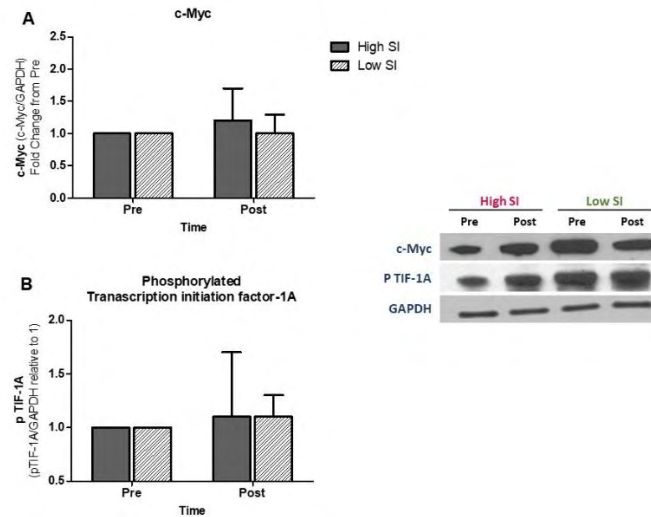 A
c-Myc
c-Myc (c-Myc/GAPDH)
Fold Change from Pre
2.5
2.0
1.5
1.0
0.5
0.0
Pre
Post
Time
High SI
Low SI
High SI
Low SI
Pre
Post
Pre
Post
c-Myc
P TIF-1A
GAPDH
B
Phosphorylated
Tranascription initiation factor-1A
p TIF-1A
(pTIF-1A/GAPDH relative to 1)
2.0
1.5
1.0
0.5
Pre
Post
Time